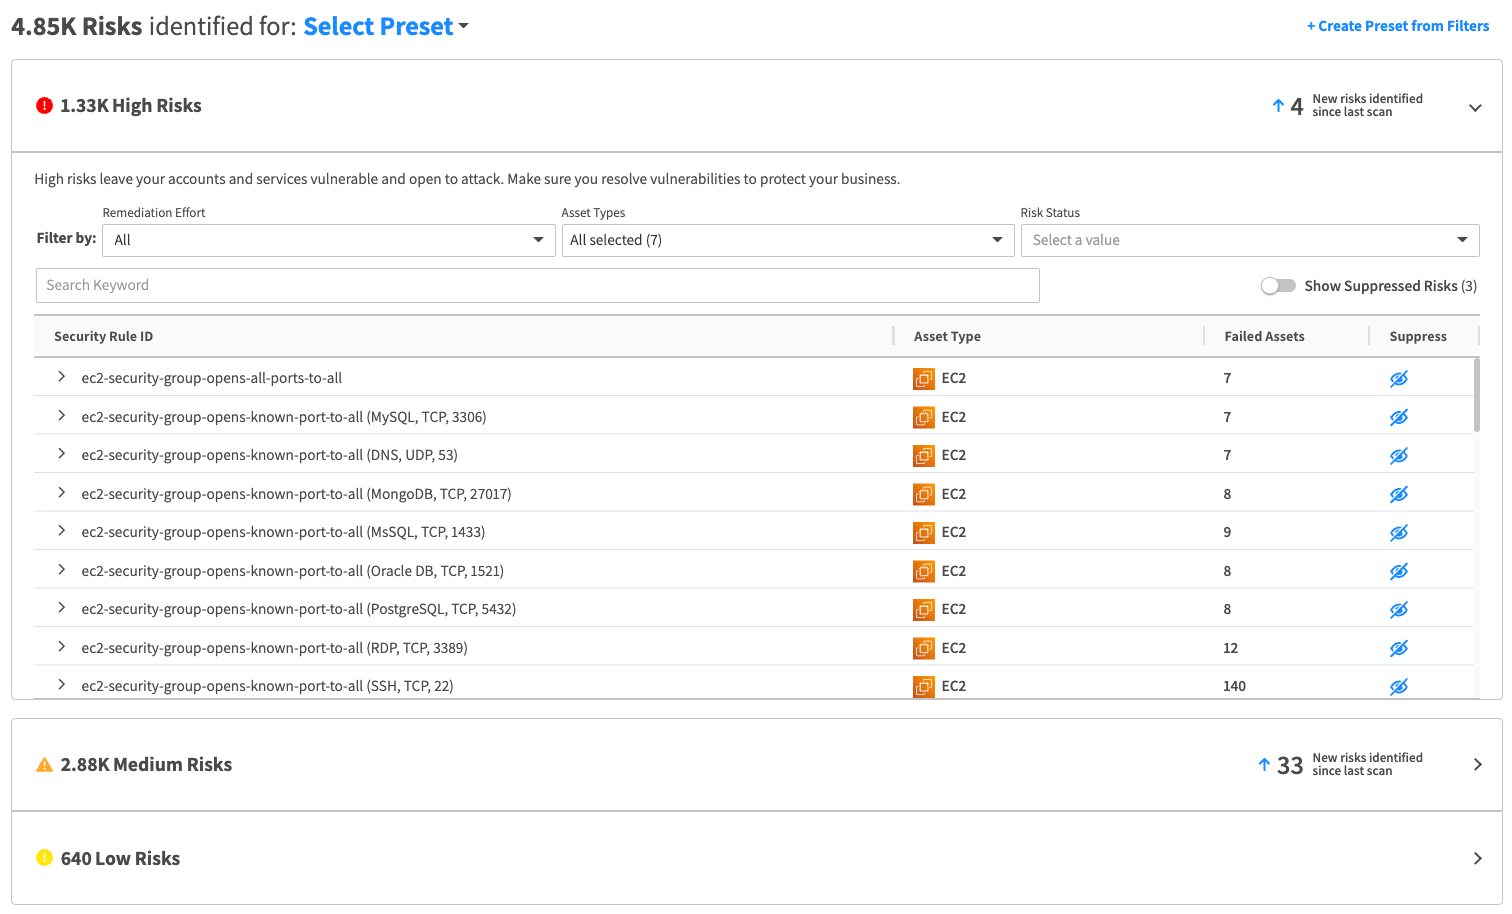 4.85K Risks identified for: Select Preset
+ Create Preset from Filters
1.33K High Risks
4 New risks identified
since last scan
High risks leave your accounts and services vulnerable and open to attack. Make sure you resolve vulnerabilities to protect your business.
Filter by:
Remediation Effort
All
Asset Types
All selected (7)
Risk Status
Select a value
Search Keyword
Show Suppressed Risks (3)
Security Rule ID Asset Type Failed Assets Suppress
ec2-security-group-opens-all-ports-to-all EC2 7
ec2-security-group-opens-known-port-to-all (MySQL, TCP, 3306) EC2 7
ec2-security-group-opens-known-port-to-all (DNS, UDP, 53) EC2 7
ec2-security-group-opens-known-port-to-all (MongoDB, TCP, 27017) EC2 8
ec2-security-group-opens-known-port-to-all (MsSQL, TCP, 1433) EC2 9
ec2-security-group-opens-known-port-to-all (Oracle DB, TCP, 1521) EC2 8
ec2-security-group-opens-known-port-to-all (PostgreSQL, TCP, 5432) EC2 8
ec2-security-group-opens-known-port-to-all (RDP, TCP, 3389) EC2 12
ec2-security-group-opens-known-port-to-all (SSH, TCP, 22) EC2 140
2.88K Medium Risks
33 New risks identified
since last scan
640 Low Risks